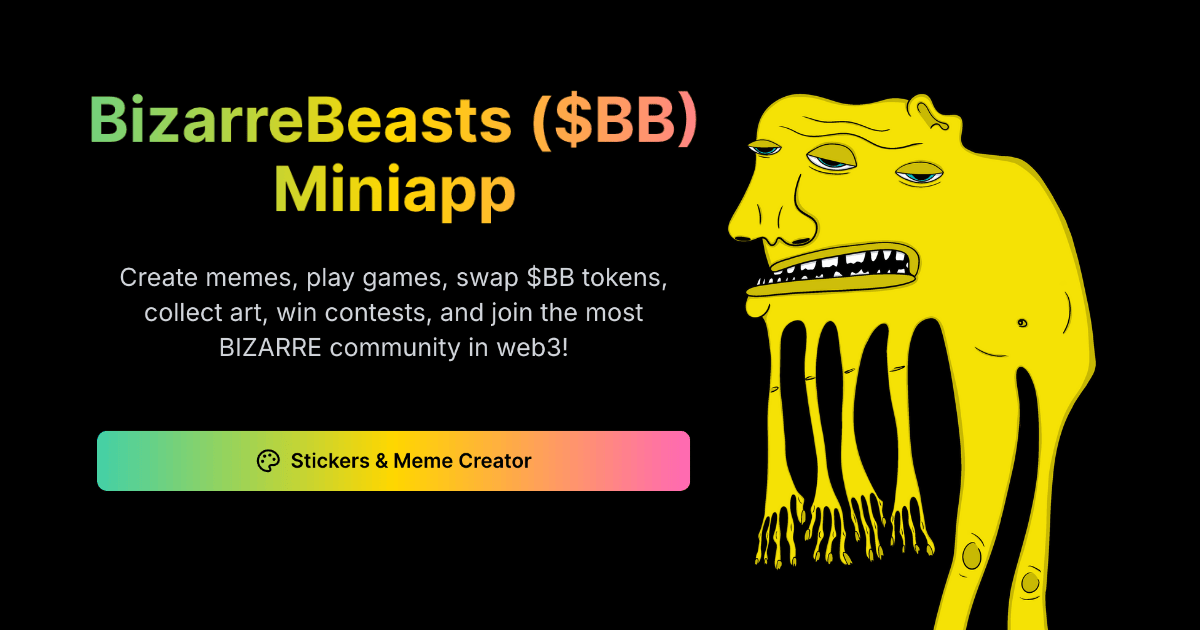 BizarreBeasts ($BB)
Miniapp
Create memes, play games, swap $BB tokens,
collect art, win contests, and join the most
BIZARRE community in web3!
Stickers & Meme Creator